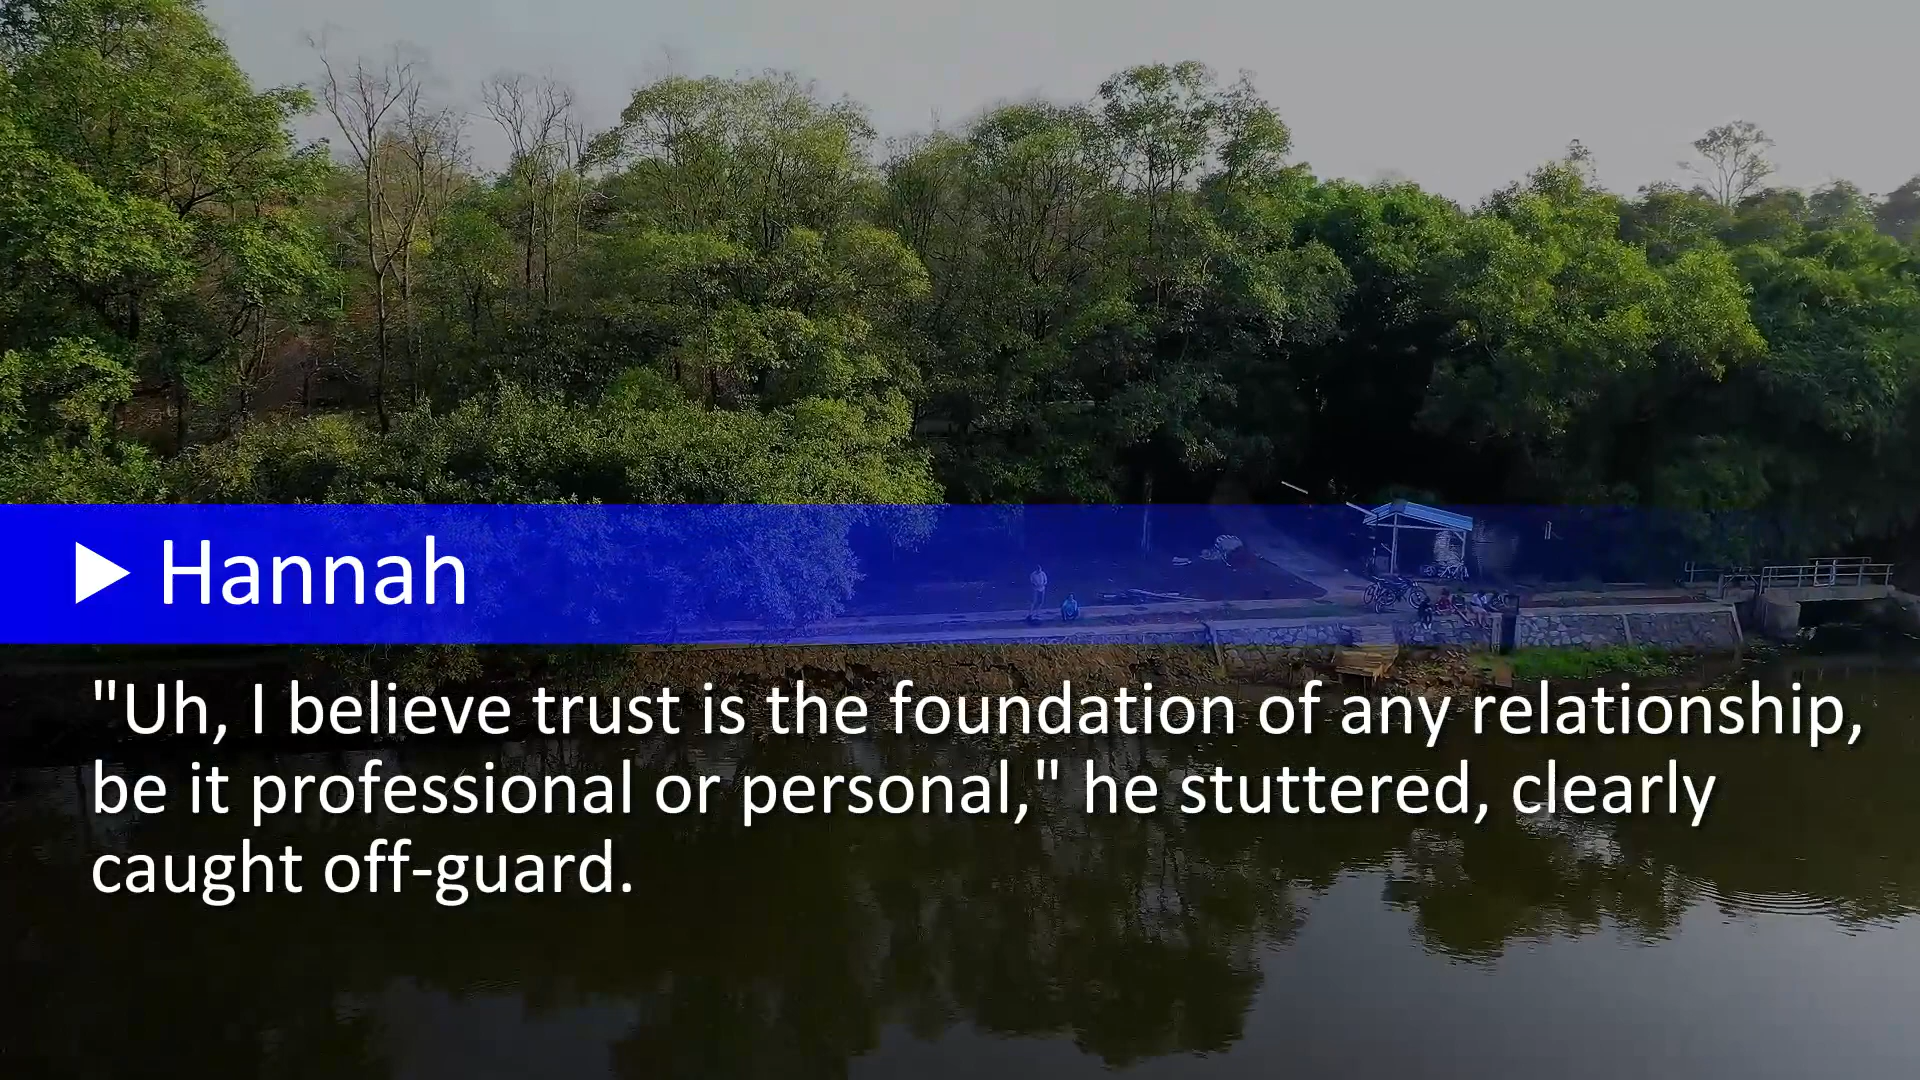 Hannah
"Uh, I believe trust is the foundation of any relationship,
be it professional or personal," he stuttered, clearly
caught off-guard.